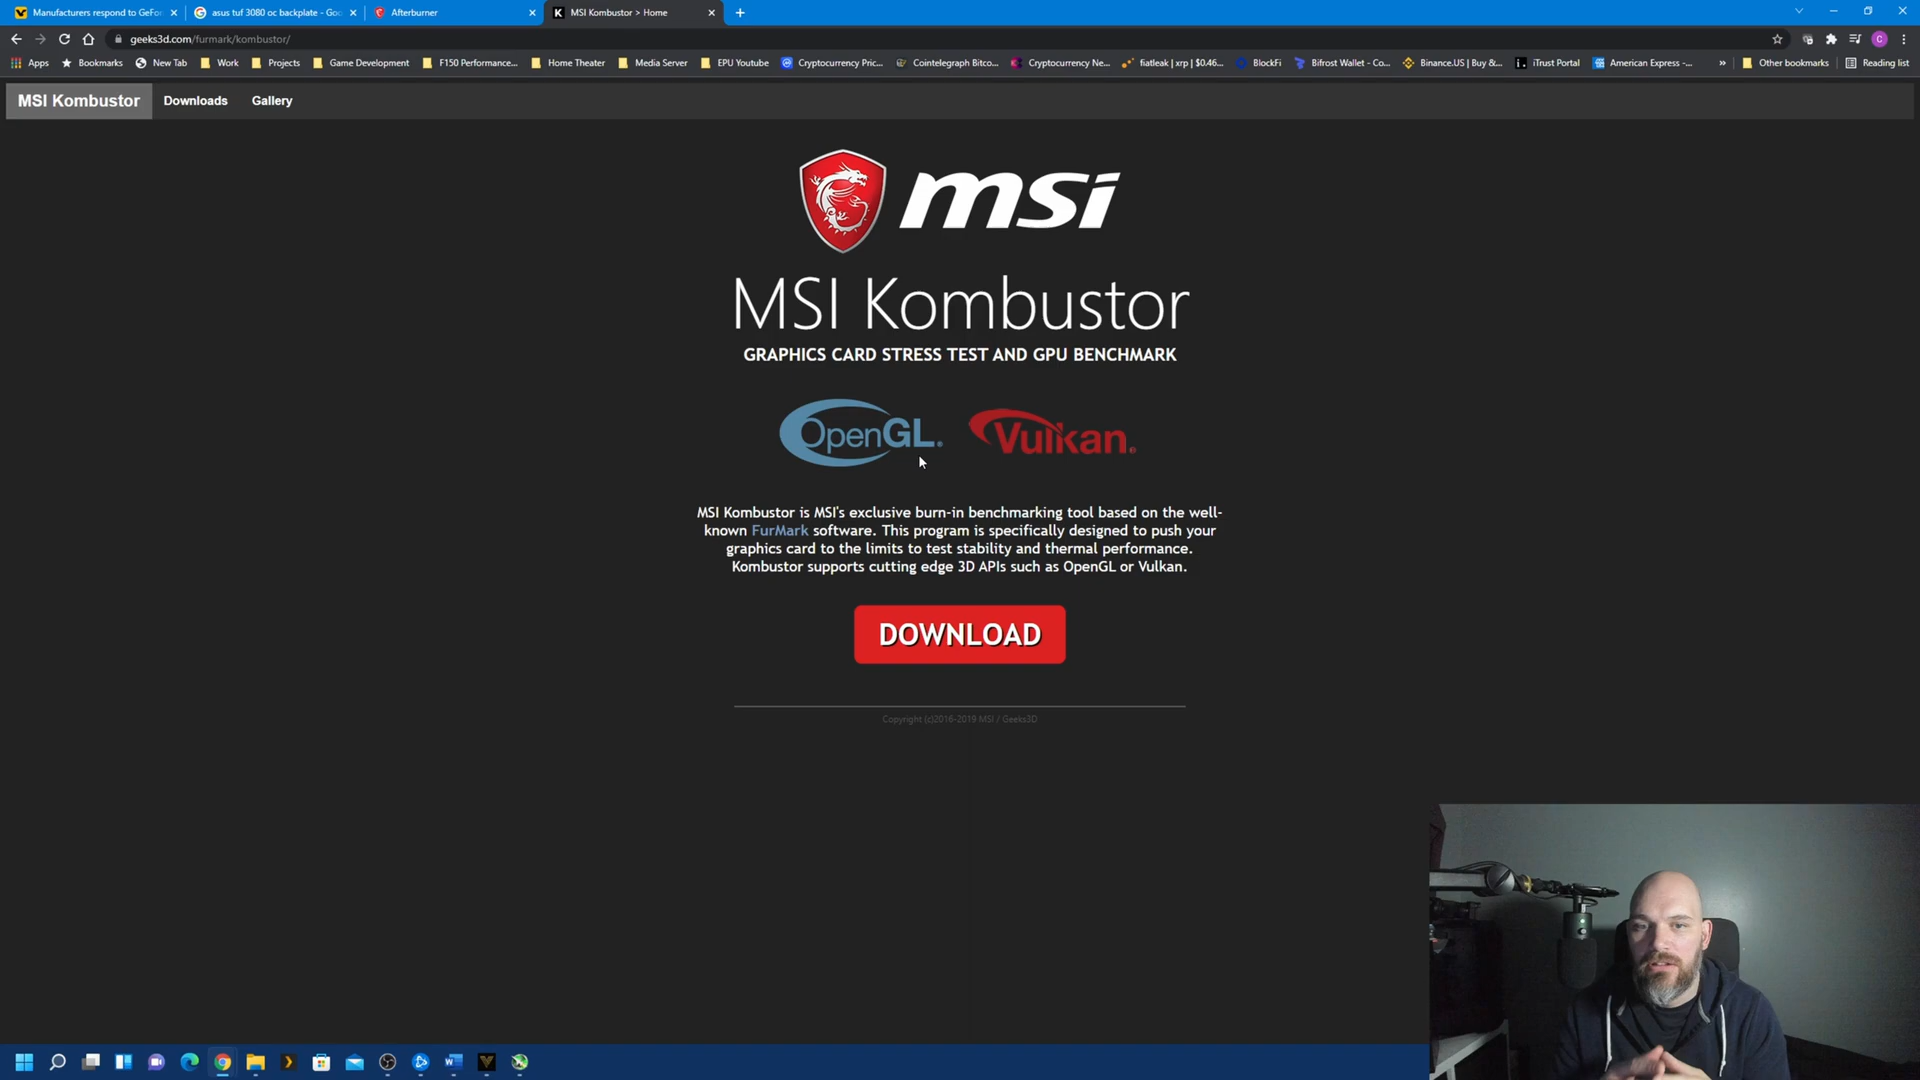 Manufacturers respond to GeFor
asus tuf 3080 oc backplate - Goo
Afterburner
MSI Kombustor > Home
geeks3d.com/furmark/kombustor/
Apps
Bookmarks
New Tab
Work
Projects
Game Development
F150 Performance...
Home Theater
Media Server
EPU Youtube
Cryptocurrency Pric...
Cointelegraph Bitco...
Cryptocurrency Ne...
fiatleak | xrp | $0.46...
BlockFi
Bifrost Wallet - Co...
Binance.US | Buy &...
iTrust Portal
American Express -...
»
Other bookmarks
Reading list
MSI Kombustor
Downloads
Gallery
msi
MSI Kombustor
GRAPHICS CARD STRESS TEST AND GPU BENCHMARK
OpenGL®
Vulkan®
MSI Kombustor is MSI's exclusive burn-in benchmarking tool based on the well-
known FurMark software. This program is specifically designed to push your
graphics card to the limits to test stability and thermal performance.
Kombustor supports cutting edge 3D APIs such as OpenGL or Vulkan.
DOWNLOAD
Copyright (c)2016-2019 MSI / Geeks3D